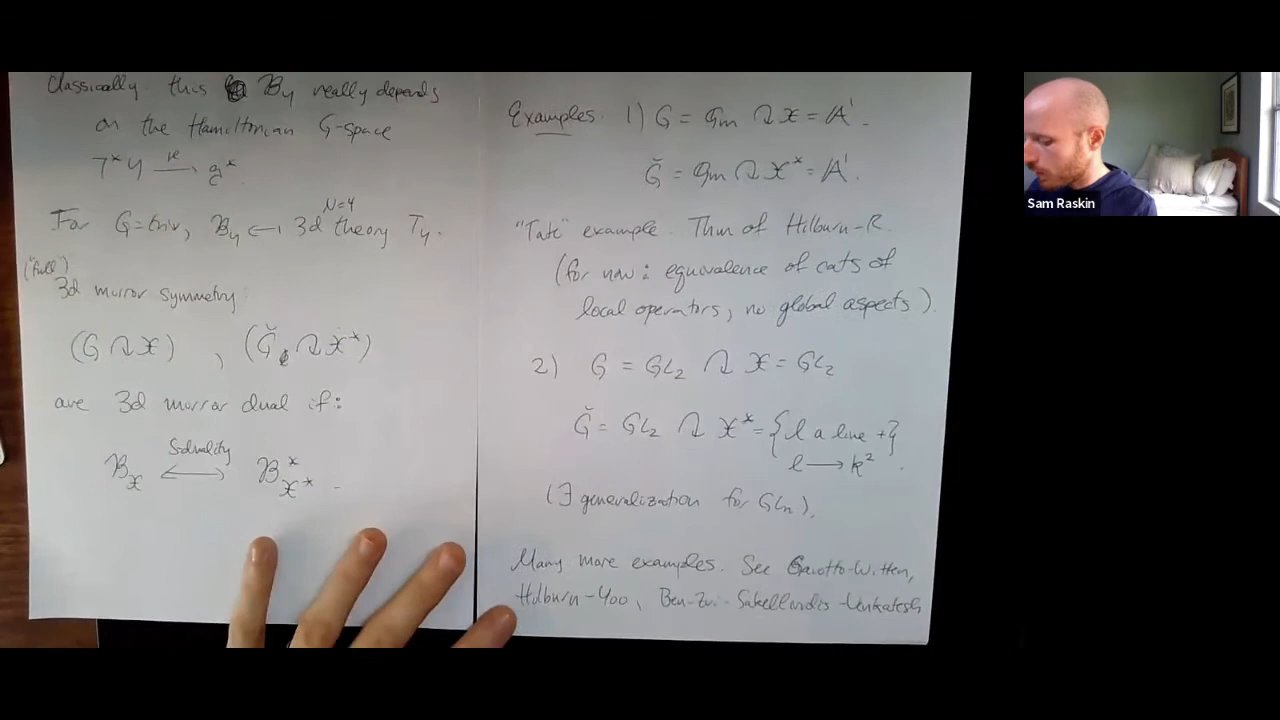 Classically this B_y really depends
on the Hamiltonian G-space
T*Y —μ→ g*
For G=triv, B_y ↔ 3d N=4 theory T_y.
("Full")
3d mirror symmetry:
(G ↷ X) , (Ǧ ↷ X*)
are 3d mirror dual if:
S-duality
B_X ⟷ B*_X* .
Examples. 1) G = Gm ↷ X = A¹.
Ǧ = Gm ↷ X* = A¹.
"Tate" example. Thm of Hilburn-R.
(for now: equivalence of cats of
local operators, no global aspects).
2) G = GL₂ ↷ X = GL₂
Ǧ = GL₂ ↷ X* = {l a line + }
l → k² .
(∃ generalization for GLn).
Many more examples. See Gaiotto-Witten,
Hilburn-Yoo, Ben-Zvi-Sakellaridis-Venkatesh
Sam Raskin